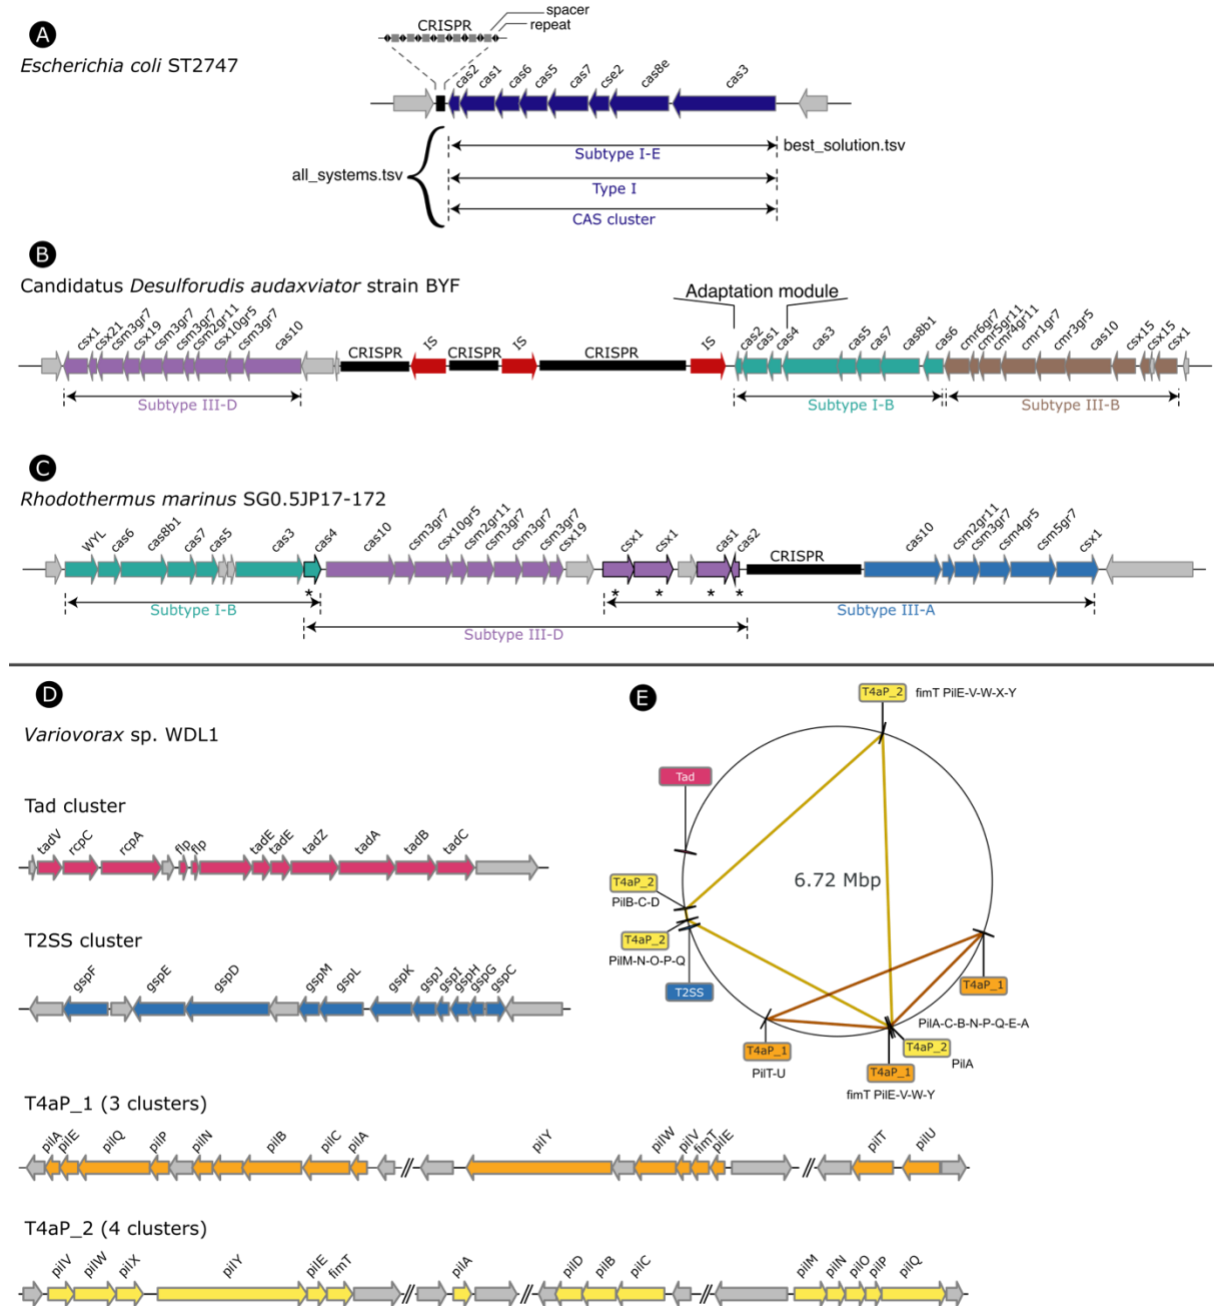 A
Escherichia coli ST2747
CRISPR
spacer
repeat
cas2 cas1 cas6 cas5 cas7 cse2 cas8e cas3
all_systems.tsv
Subtype I-E
best_solution.tsv
Type I
CAS cluster
B
Candidatus Desulforudis audaxviator strain BYF
Adaptation module
csx1 csx21 csm3gr7 csx19 csm3gr7 csm3gr7 csm2gr11 csx10gr5 csm3gr7 cas10
CRISPR IS CRISPR IS CRISPR IS
cas2 cas1 cas4 cas3 cas5 cas7 cas8b1 cas6
cmr6gr7 cmr5gr11 cmr4gr11 cmr1gr7 cmr3gr5 cas10 csx15 csx15 csx1
Subtype III-D
Subtype I-B
Subtype III-B
C
Rhodothermus marinus SG0.5JP17-172
WYL cas6 cas8b1 cas7 cas5 cas3 cas4
cas10 csm3gr7 csx10gr5 csm2gr11 csm3gr7 csm3gr7 csm3gr7 csx19
csx1 csx1 cas1 cas2
CRISPR
cas10 csm2gr11 csm3gr7 csm4gr5 csm5gr7 csx1
* * * * *
Subtype I-B
Subtype III-A
Subtype III-D
D
Variovorax sp. WDL1
Tad cluster
tadV rcpC rcpA flp flp tadE tadE tadZ tadA tadB tadC
T2SS cluster
gspF gspE gspD gspM gspL gspK gspJ gspI gspH gspG gspC
E
T4aP_2 fimT PilE-V-W-X-Y
Tad
6.72 Mbp
T4aP_2
PilB-C-D
T4aP_2
PilM-N-O-P-Q
T2SS
T4aP_1
PilA-C-B-N-P-Q-E-A
T4aP_1
PilT-U
T4aP_2
PilA
T4aP_1
fimT PilE-V-W-Y
T4aP_1 (3 clusters)
pilA pilE pilQ pilP pilN pilB pilC pilA // pilY pilW pilV fimT pilE // pilT pilU
T4aP_2 (4 clusters)
pilV pilW pilX pilY pilE fimT // pilA // pilD pilB pilC // pilM pilN pilO pilP pilQ